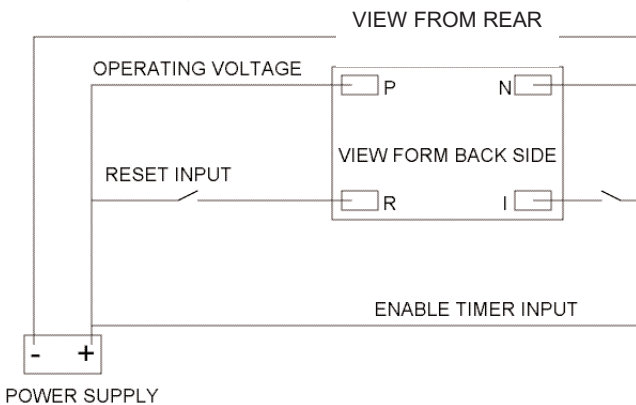 VIEW FROM REAR
OPERATING VOLTAGE
P
N
VIEW FORM BACK SIDE
RESET INPUT
R
I
ENABLE TIMER INPUT
- +
POWER SUPPLY